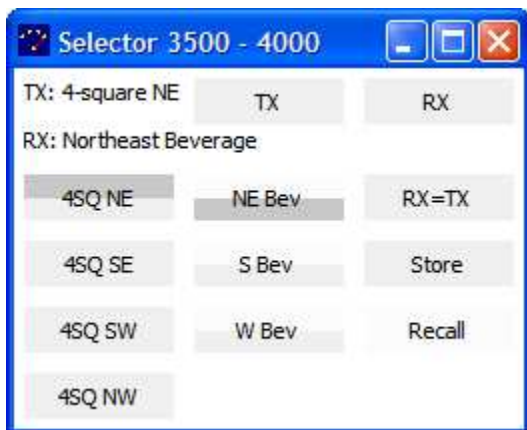 Selector 3500 - 4000
TX: 4-square NE TX RX
RX: Northeast Beverage
4SQ NE NE Bev RX=TX
4SQ SE S Bev Store
4SQ SW W Bev Recall
4SQ NW